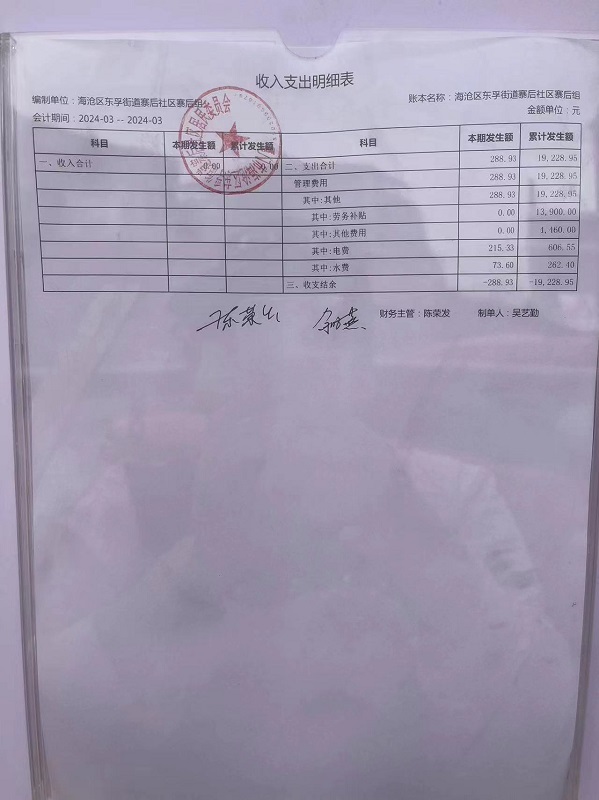 收入支出明细表
编制单位：海沧区东孚街道寨后社区寨后组
账本名称：海沧区东孚街道寨后社区寨后组
会计期间：2024-03 -- 2024-03
金额单位：元
科目 本期发生额 累计发生额 科目 本期发生额 累计发生额
一、收入合计 0.00 0.00 二、支出合计 288.93 19,228.95
管理费用 288.93 19,228.95
其中:其他 288.93 19,228.95
其中:劳务补贴 0.00 13,900.00
其中:其他费用 0.00 4,460.00
其中:电费 215.33 606.55
其中:水费 73.60 262.40
三、收支结余 -288.93 -19,228.95
财务主管：陈荣发 制单人：吴艺勤